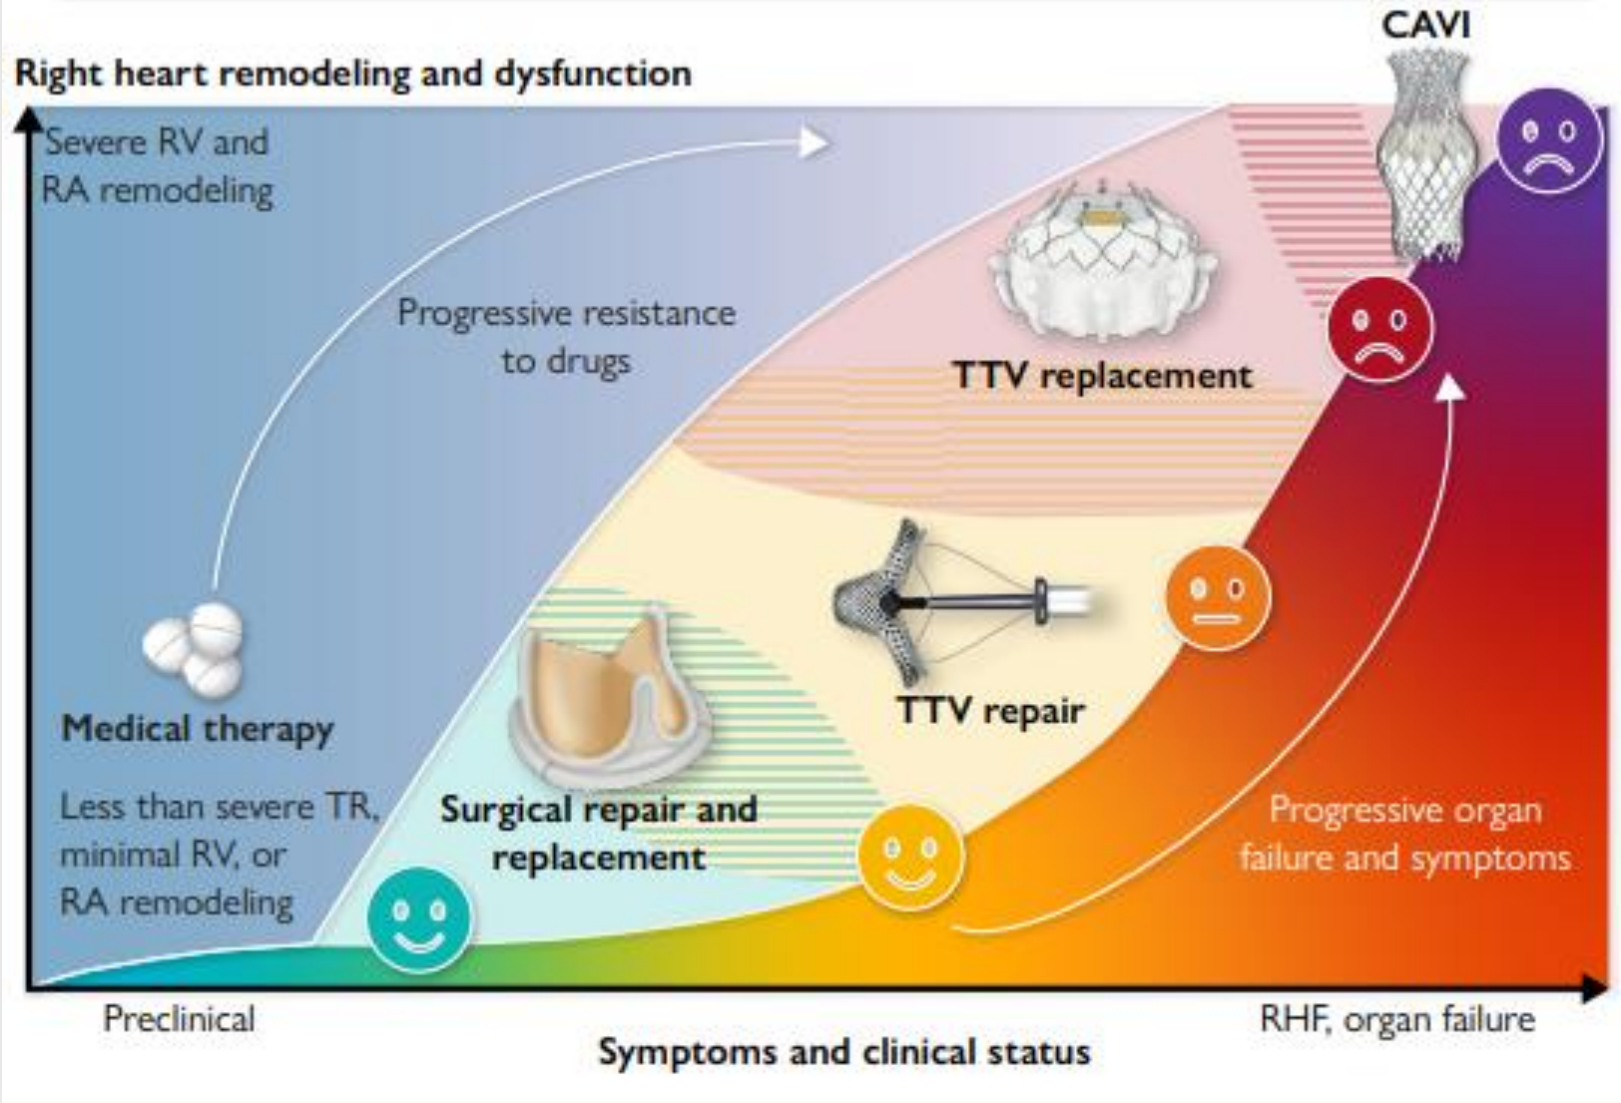 CAVI
Right heart remodeling and dysfunction
Severe RV and
RA remodeling
Progressive resistance
to drugs
TTV replacement
Medical therapy
TTV repair
Less than severe TR,
minimal RV, or
RA remodeling
Surgical repair and
replacement
Progressive organ
failure and symptoms
Preclinical
RHF, organ failure
Symptoms and clinical status